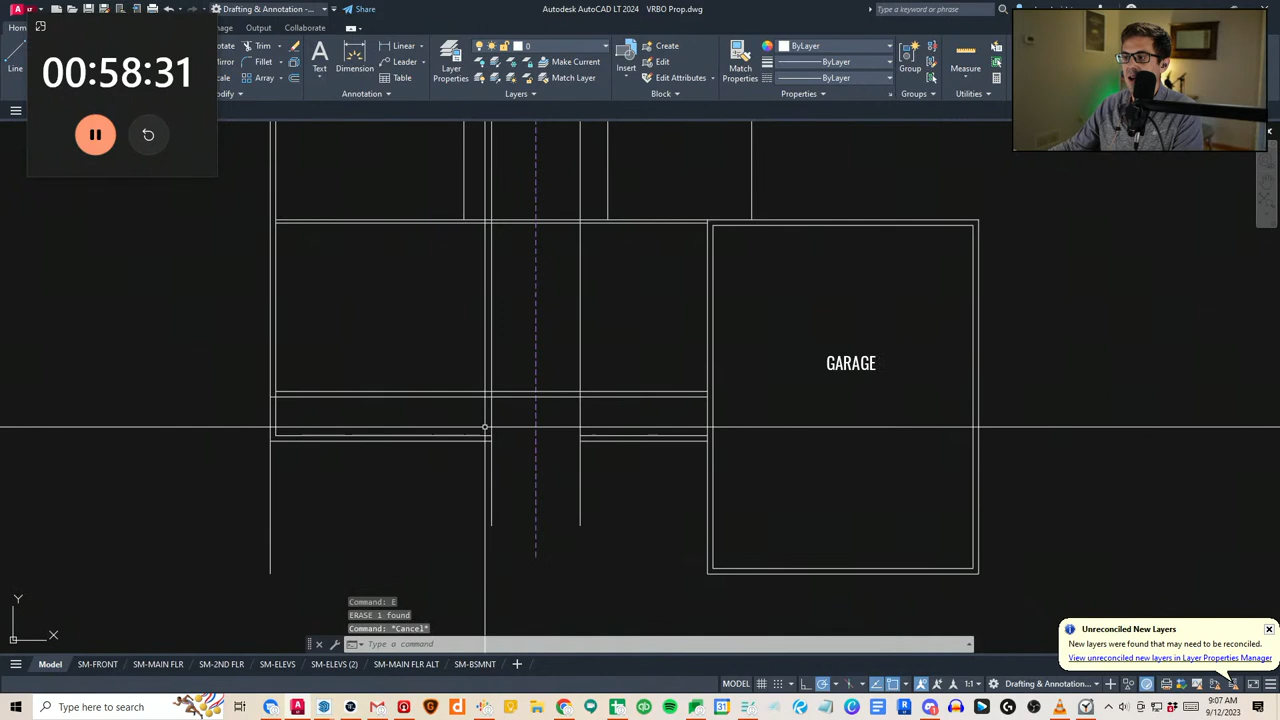 LT
Drafting & Annotation -
Share
Autodesk AutoCAD LT 2024 VRBO Prop.dwg
Type a keyword or phrase
Output
Collaborate
00:58:31
Line
Trim
Fillet
Array
Text
Dimension
Linear
Leader
Table
Annotation
Layer
Properties
0
Make Current
Match Layer
Layers
Insert
Create
Edit
Edit Attributes
Block
Match
Properties
ByLayer
ByLayer
ByLayer
Properties
Group
Groups
Measure
Utilities
GARAGE
Command: E
ERASE 1 found
Command: *Cancel*
Type a command
Y
X
Unreconciled New Layers
New layers were found that may need to be reconciled.
View unreconciled new layers in Layer Properties Manager
Model
SM-FRONT
SM-MAIN FLR
SM-2ND FLR
SM-ELEVS
SM-ELEVS (2)
SM-MAIN FLR-ALT
SM-BSMNT
MODEL
1:1
Drafting & Annotation
Type here to search
9:07 AM
9/12/2023